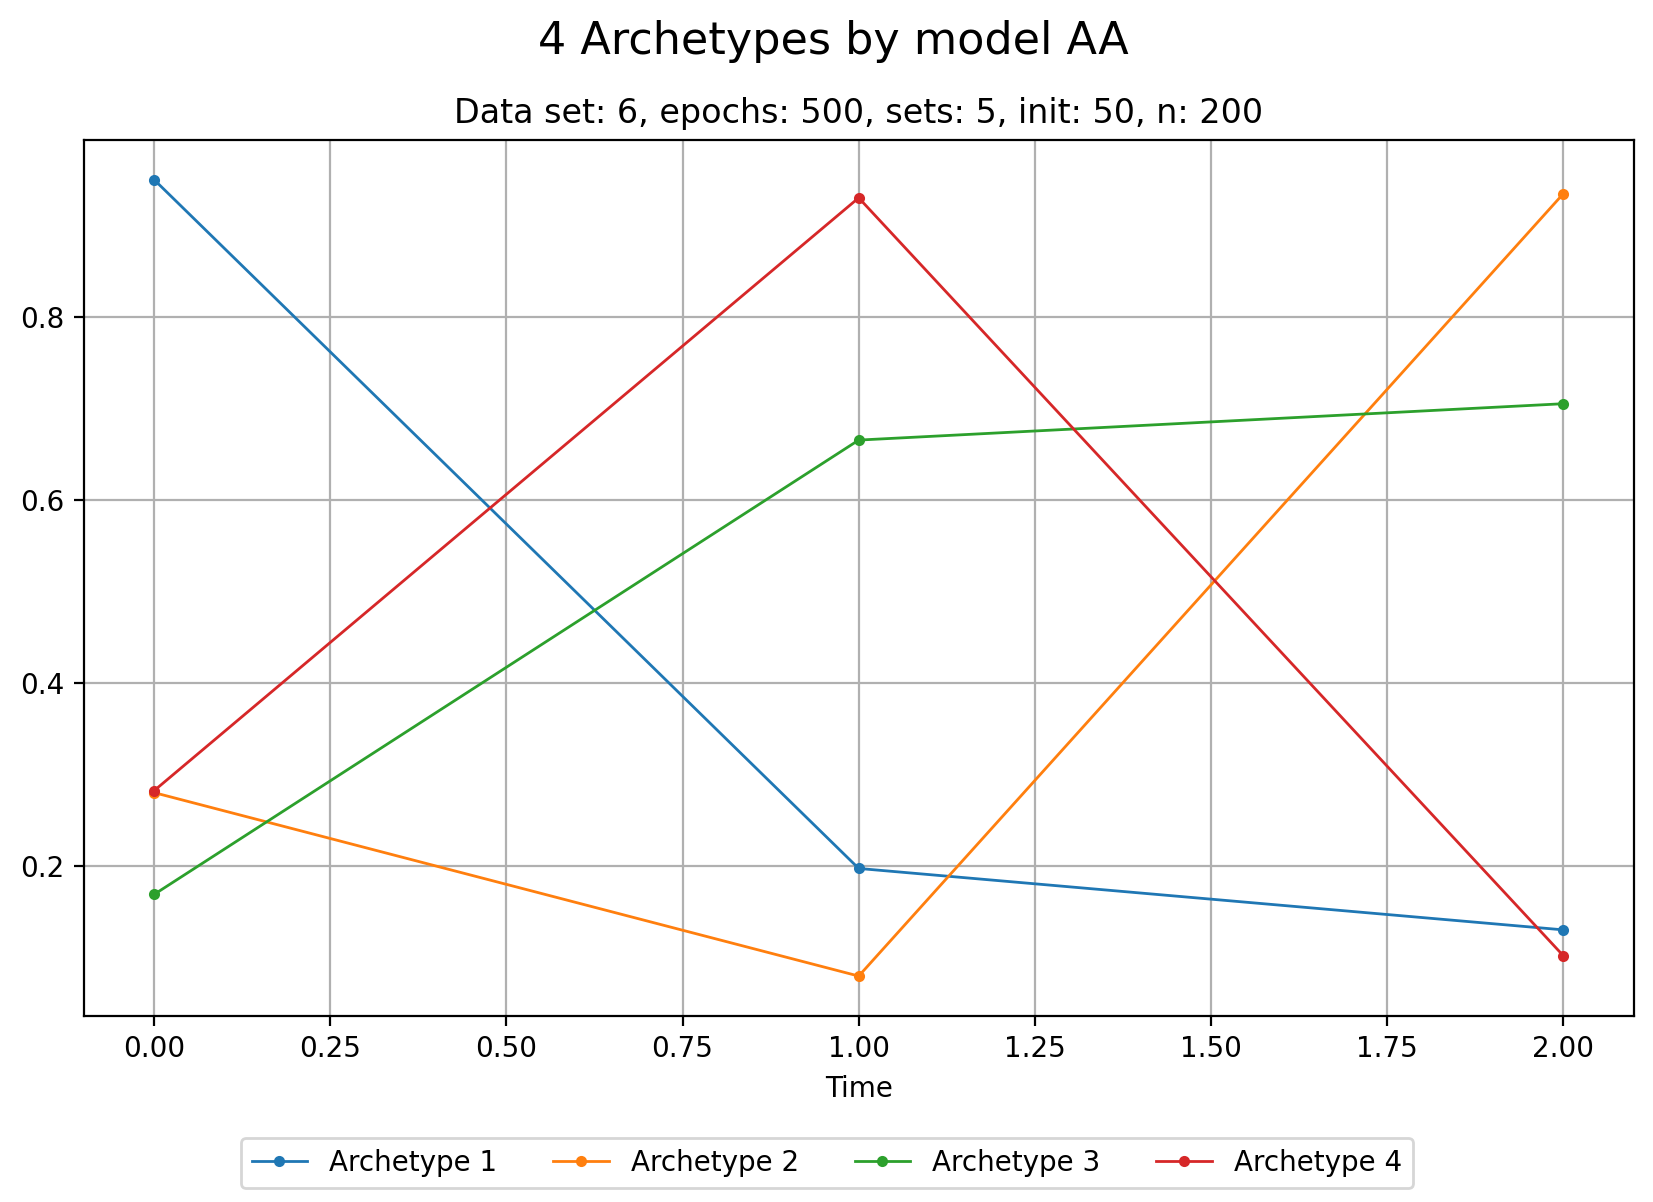 4 Archetypes by model AA
Data set: 6, epochs: 500, sets: 5, init: 50, n: 200
0.8
0.6
0.4
0.2
0.00 0.25 0.50 0.75 1.00 1.25 1.50 1.75 2.00
Time
Archetype 1 Archetype 2 Archetype 3 Archetype 4